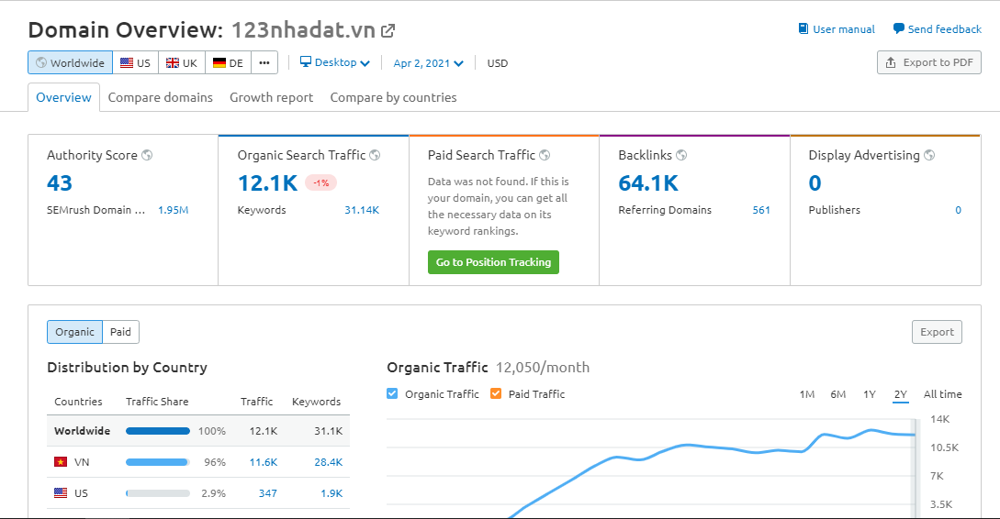 Domain Overview: 123nhadat.vn
User manual
Send feedback
Worldwide US UK DE ...
Desktop
Apr 2, 2021
USD
Export to PDF
Overview Compare domains Growth report Compare by countries
Authority Score
43
SEMrush Domain ... 1.95M
Organic Search Traffic
12.1K -1%
Keywords 31.14K
Paid Search Traffic
Data was not found. If this is
your domain, you can get all
the necessary data on its
keyword rankings.
Go to Position Tracking
Backlinks
64.1K
Referring Domains 561
Display Advertising
0
Publishers 0
Organic Paid
Export
Distribution by Country
Countries Traffic Share Traffic Keywords
Worldwide 100% 12.1K 31.1K
VN 96% 11.6K 28.4K
US 2.9% 347 1.9K
Organic Traffic 12,050/month
Organic Traffic Paid Traffic
1M 6M 1Y 2Y All time
14K
10.5K
7K
3.5K